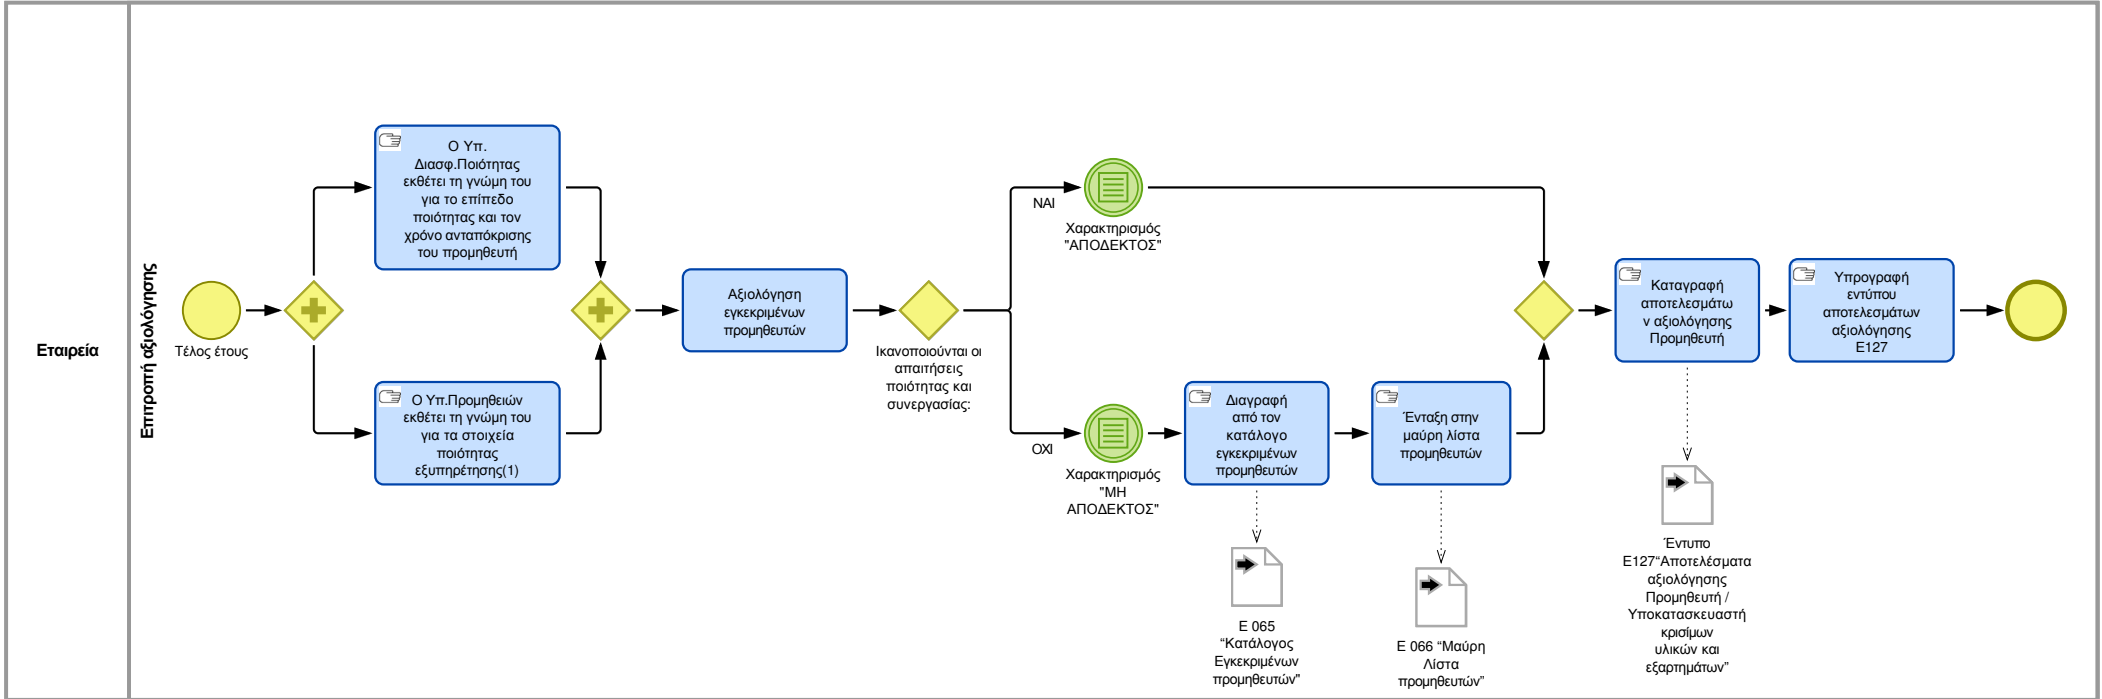 Εταιρεία
Επιτροπή αξιολόγησης
Τέλος έτους
Ο Υπ.
Διασφ.Ποιότητας
εκθέτει τη γνώμη του
για το επίπεδο
ποιότητας και τον
χρόνο ανταπόκρισης
του προμηθευτή
Ο Υπ.Προμηθειών
εκθέτει τη γνώμη του
για τα στοιχεία
ποιότητας
εξυπηρέτησης(1)
Αξιολόγηση
εγκεκριμένων
προμηθευτών
Ικανοποιούνται οι
απαιτήσεις
ποιότητας και
συνεργασίας:
ΝΑΙ
Χαρακτηρισμός
"ΑΠΟΔΕΚΤΟΣ"
ΟΧΙ
Χαρακτηρισμός
"ΜΗ
ΑΠΟΔΕΚΤΟΣ"
Διαγραφή
από τον
κατάλογο
εγκεκριμένων
προμηθευτών
Ένταξη στην
μαύρη λίστα
προμηθευτών
Ε 065
“Κατάλογος
Εγκεκριμένων
προμηθευτών"
Ε 066 “Μαύρη
Λίστα
προμηθευτών”
Καταγραφή
αποτελεσμάτω
ν αξιολόγησης
Προμηθευτή
Υπρογραφή
εντύπου
αποτελεσμάτων
αξιολόγησης
Ε127
Έντυπο
Ε127“Αποτελέσματα
αξιολόγησης
Προμηθευτή /
Υποκατασκευαστή
κρισίμων
υλικών και
εξαρτημάτων”